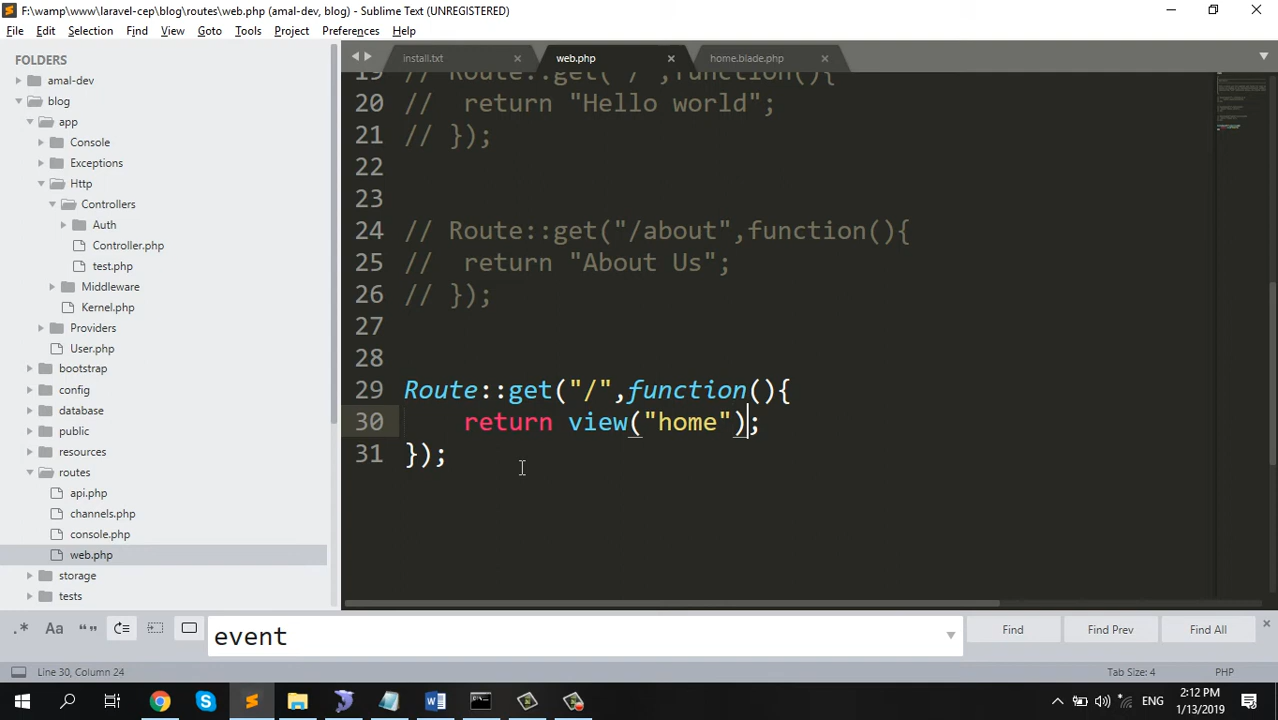 F:\wamp\www\laravel-cep\blog\routes\web.php (amal-dev, blog) - Sublime Text (UNREGISTERED)
File Edit Selection Find View Goto Tools Project Preferences Help
FOLDERS
amal-dev
blog
app
Console
Exceptions
Http
Controllers
Auth
Controller.php
test.php
Middleware
Kernel.php
Providers
User.php
bootstrap
config
database
public
resources
routes
api.php
channels.php
console.php
web.php
storage
tests
install.txt web.php home.blade.php
19 // Route::get("/",function(){
20 // return "Hello world";
21 // });
22
23
24 // Route::get("/about",function(){
25 // return "About Us";
26 // });
27
28
29 Route::get("/",function(){
30 return view("home");
31 });
.* Aa “” event Find Find Prev Find All
Line 30, Column 24 Tab Size: 4 PHP
ENG 2:12 PM
1/13/2019